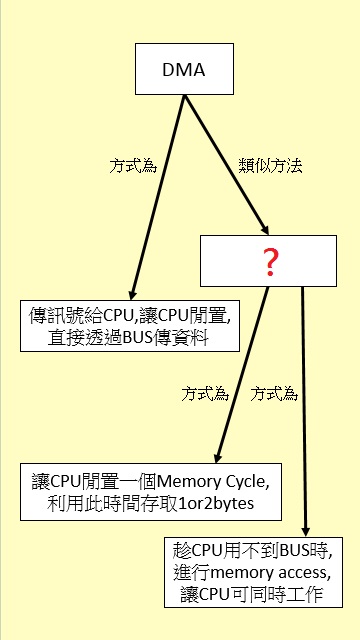 DMA
方式為
類似方法
?
傳訊號給CPU,讓CPU閒置,
直接透過BUS傳資料
方式為
方式為
讓CPU閒置一個Memory Cycle,
利用此時間存取1or2bytes
趁CPU用不到BUS時,
進行memory access,
讓CPU可同時工作